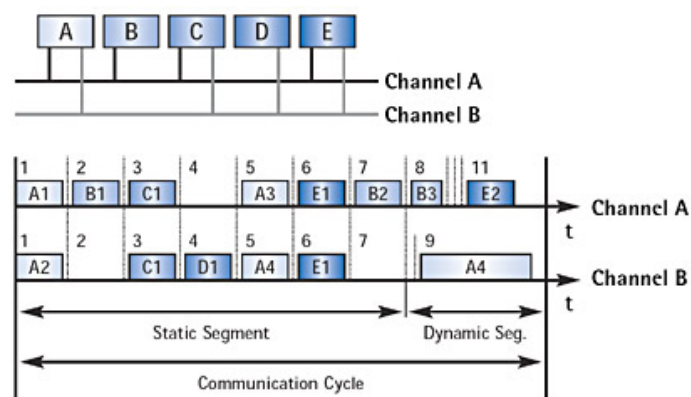 A B C D E
Channel A
Channel B
1 2 3 4 5 6 7 8 11
A1 B1 C1 A3 E1 B2 B3 E2
Channel A
t
1 2 3 4 5 6 7 9
A2 C1 D1 A4 E1 A4
Channel B
t
Static Segment Dynamic Seg.
Communication Cycle